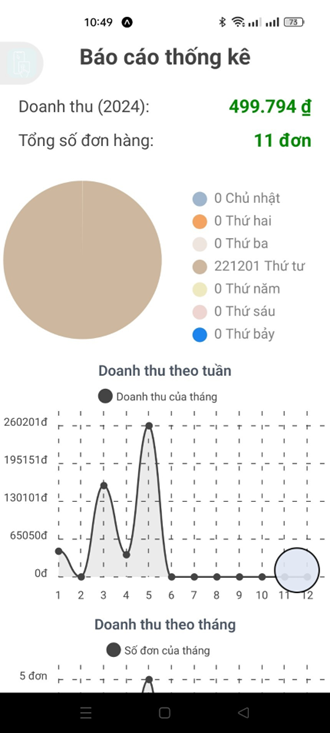 10:49
73
Báo cáo thống kê
Doanh thu (2024): 499.794 ₫
Tổng số đơn hàng: 11 đơn
0 Chủ nhật
0 Thứ hai
0 Thứ ba
221201 Thứ tư
0 Thứ năm
0 Thứ sáu
0 Thứ bảy
Doanh thu theo tuần
Doanh thu của tháng
260201đ
195151đ
130101đ
65050đ
0đ
1 2 3 4 5 6 7 8 9 10 11 12
Doanh thu theo tháng
Số đơn của tháng
5 đơn